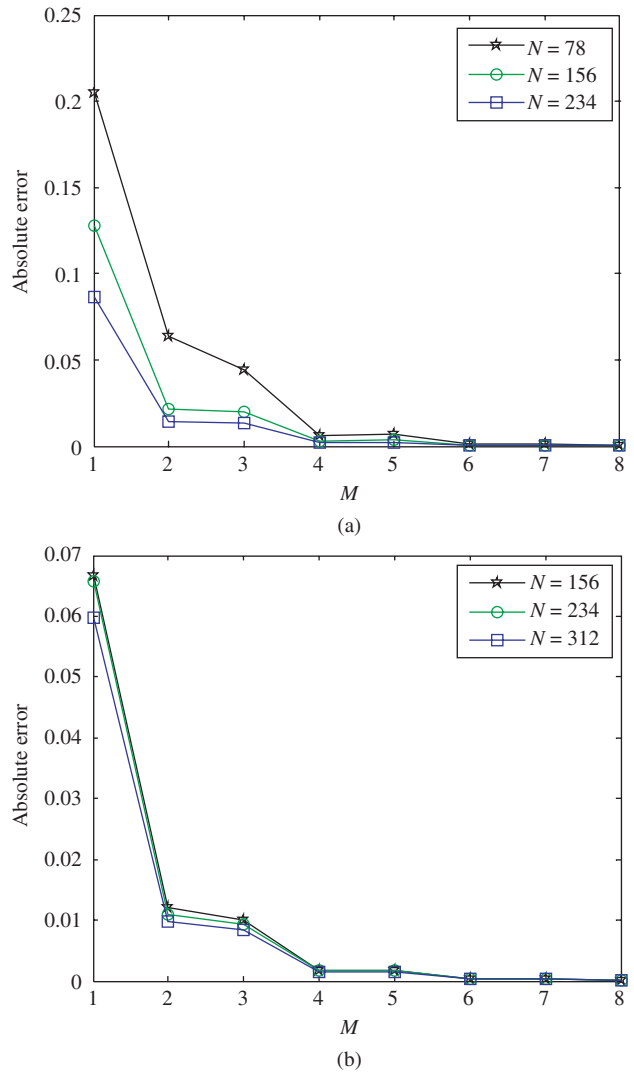 0.25
0.2
0.15
0.1
0.05
0
Absolute error
N = 78
N = 156
N = 234
1 2 3 4 5 6 7 8
M
(a)
0.07
0.06
0.05
0.04
0.03
0.02
0.01
0
Absolute error
N = 156
N = 234
N = 312
1 2 3 4 5 6 7 8
M
(b)